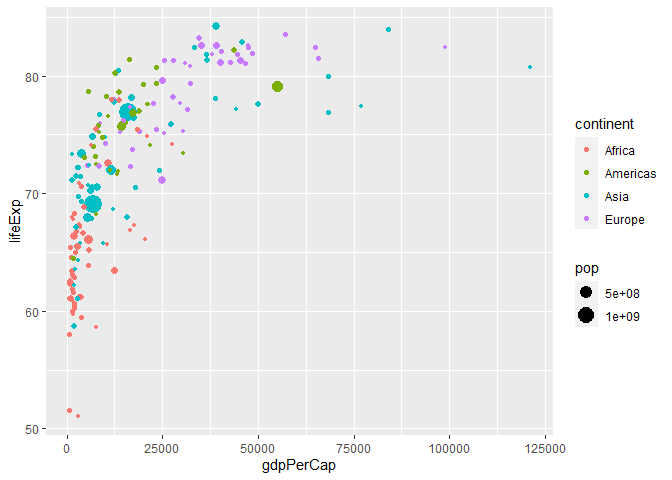 80
70
60
50
lifeExp
0
25000
50000
75000
100000
125000
gdpPerCap
continent
Africa
Americas
Asia
Europe
pop
5e+08
1e+09